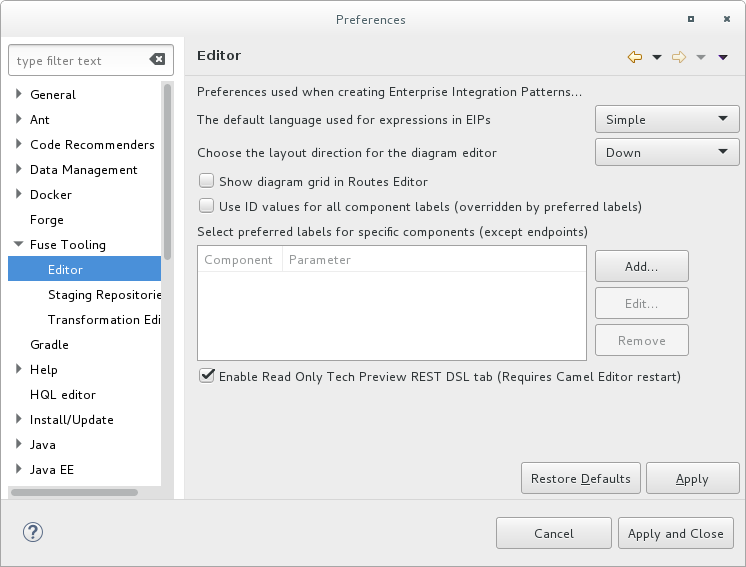 Preferences
type filter text
General
Ant
Code Recommenders
Data Management
Docker
Forge
Fuse Tooling
Editor
Staging Repositorie
Transformation Edi
Gradle
Help
HQL editor
Install/Update
Java
Java EE
Editor
Preferences used when creating Enterprise Integration Patterns...
The default language used for expressions in EIPs
Simple
Choose the layout direction for the diagram editor
Down
Show diagram grid in Routes Editor
Use ID values for all component labels (overridden by preferred labels)
Select preferred labels for specific components (except endpoints)
Component Parameter
Add...
Edit...
Remove
Enable Read Only Tech Preview REST DSL tab (Requires Camel Editor restart)
Restore Defaults Apply
? Cancel Apply and Close